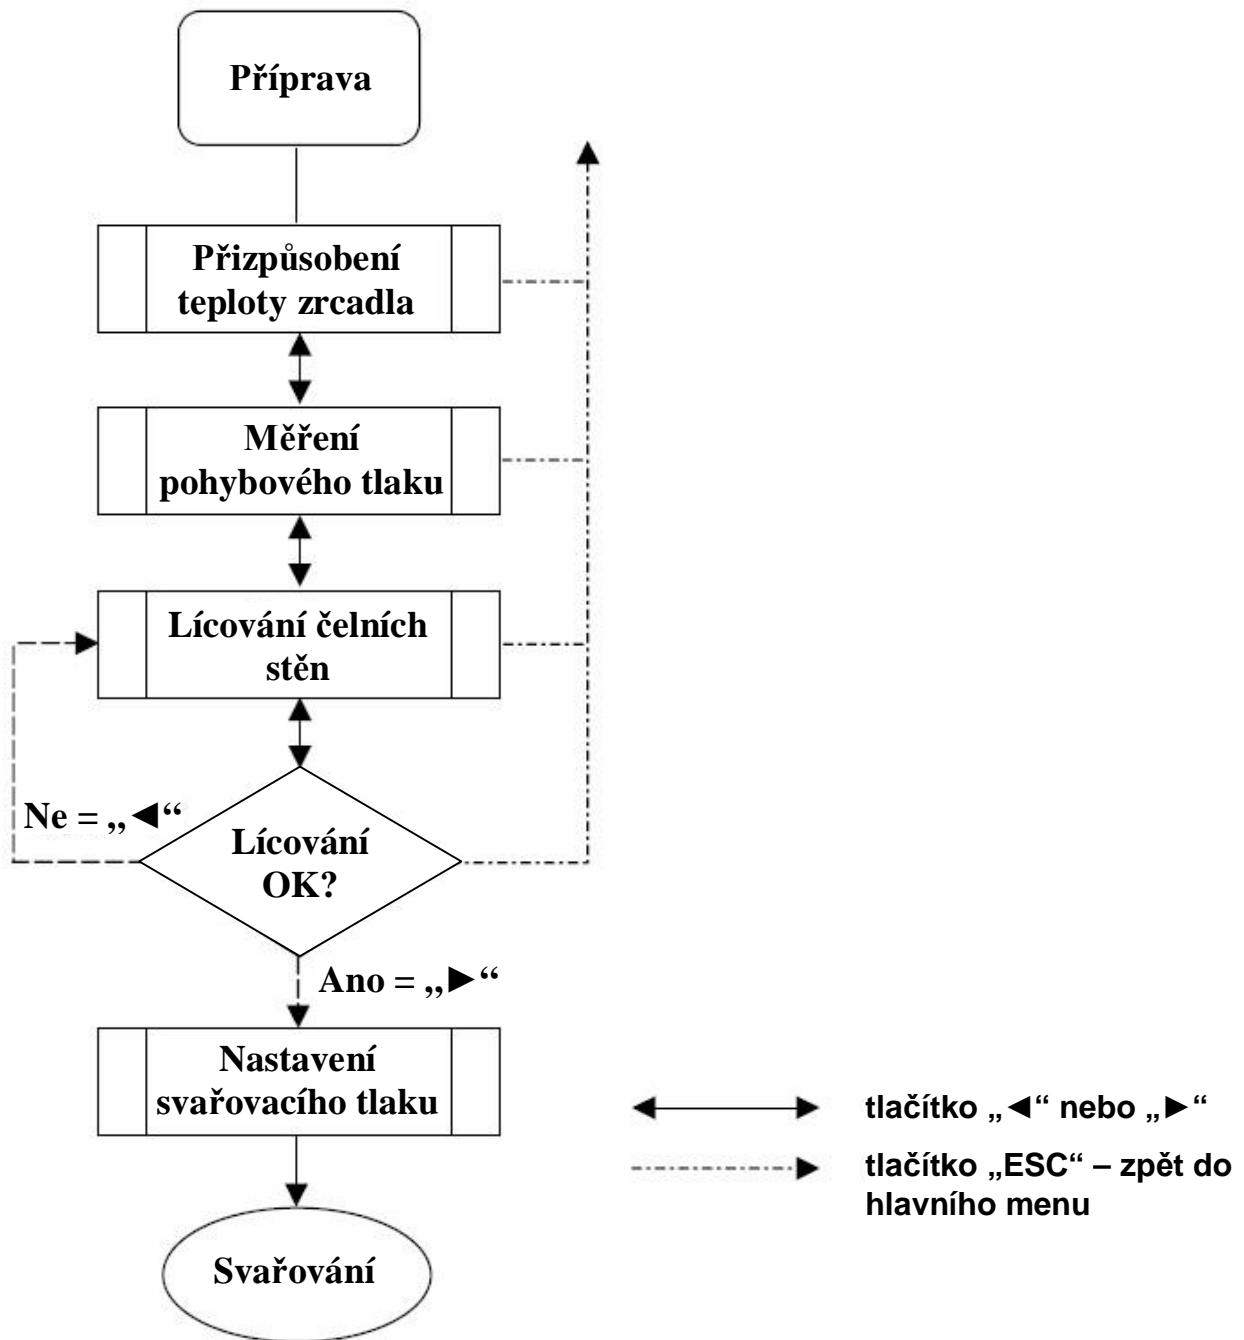 Příprava
Přizpůsobení
teploty zrcadla
Měření
pohybového tlaku
Lícování čelních
stěn
Ne = „◄“
Lícování
OK?
Ano = „►“
Nastavení
svařovacího tlaku
Svařování
tlačítko „◄“ nebo „►“
tlačítko „ESC“ – zpět do
hlavního menu